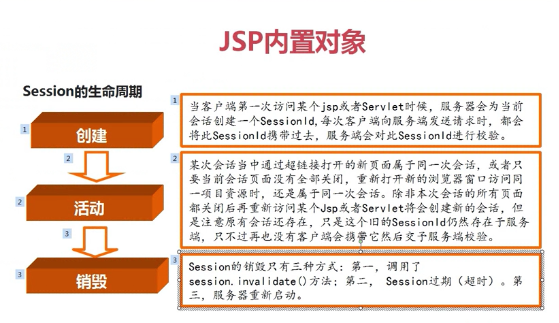 JSP内置对象
Session的生命周期
1
创建
1
当客户端第一次访问某个jsp或者Servlet时候，服务器会为当前
会话创建一个SessionId,每次客户端向服务端发送请求时，都会
将此SessionId携带过去，服务端会对此SessionId进行校验。
2
2
活动
2
某次会话当中通过超链接打开的新页面属于同一次会话，或者只
要当前会话页面没有全部关闭，重新打开新的浏览器窗口访问同
一项目资源时，还是属于同一次会话。除非本次会话的所有页面
都关闭后再重新访问某个Jsp或者Servlet将会创建新的会话，但
是注意原有会话还存在，只是这个旧的SessionId仍然存在于服务
端，只不过再也没有客户端会携带它然后交予服务端校验。
3
3
销毁
3
Session的销毁只有三种方式：第一，调用了
session.invalidate()方法；第二， Session过期（超时）。第
三，服务器重新启动。